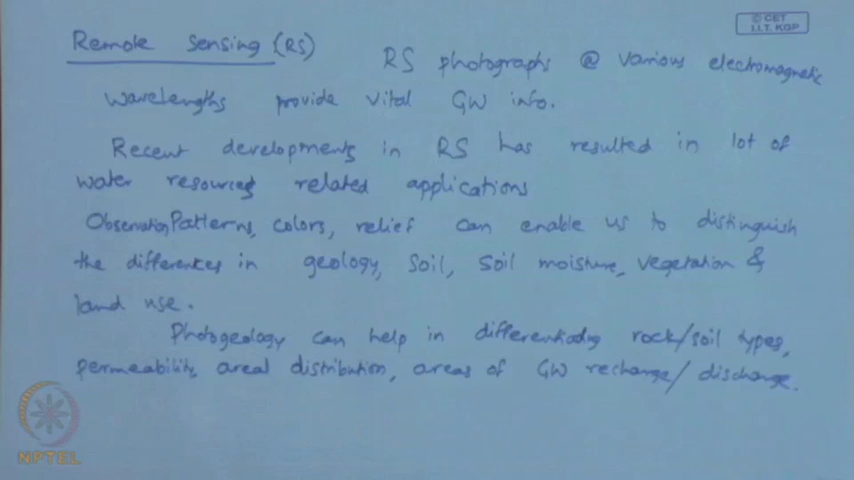 © CET
I.I.T. KGP
Remote Sensing (RS)
RS photographs @ various electromagnetic
wavelengths provide vital GW info.
Recent developments in RS has resulted in lot of
water resources related applications
Observation Patterns, colors, relief can enable us to distinguish
the differences in geology, soil, soil moisture, vegetation &
land use.
Photogeology can help in differentiating rock/soil types,
permeability, areal distribution, areas of GW recharge/discharge.
NPTEL